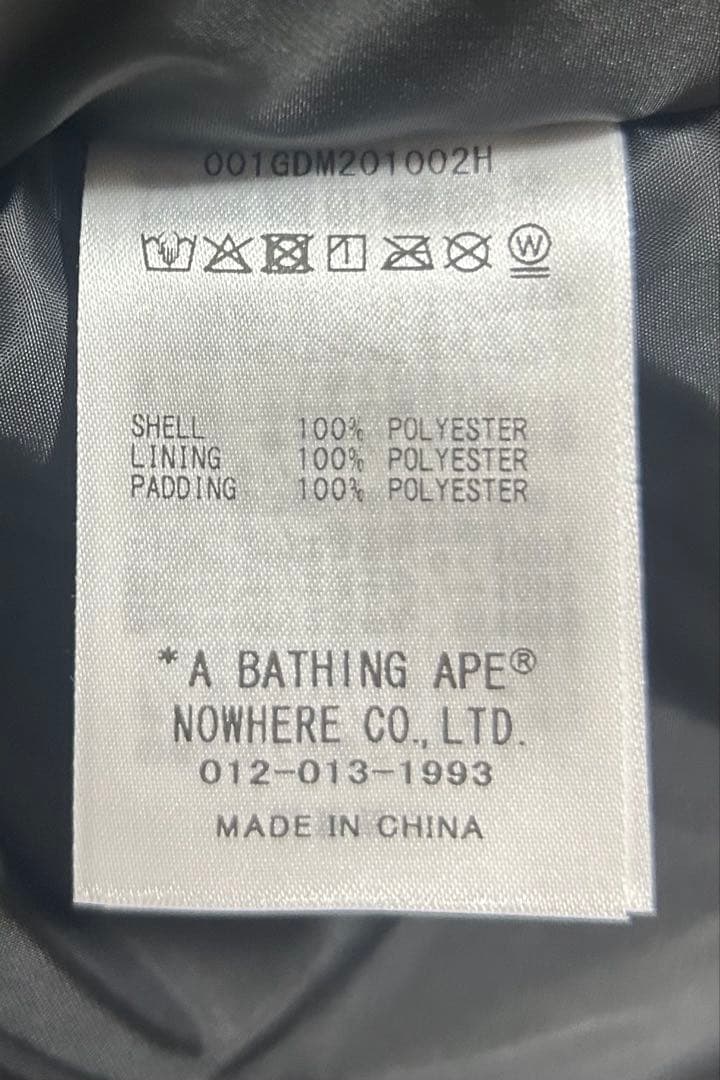 001GDM201002H
W
SHELL 100% POLYESTER
LINING 100% POLYESTER
PADDING 100% POLYESTER
*A BATHING APE®
NOWHERE CO.,LTD.
012-013-1993
MADE IN CHINA